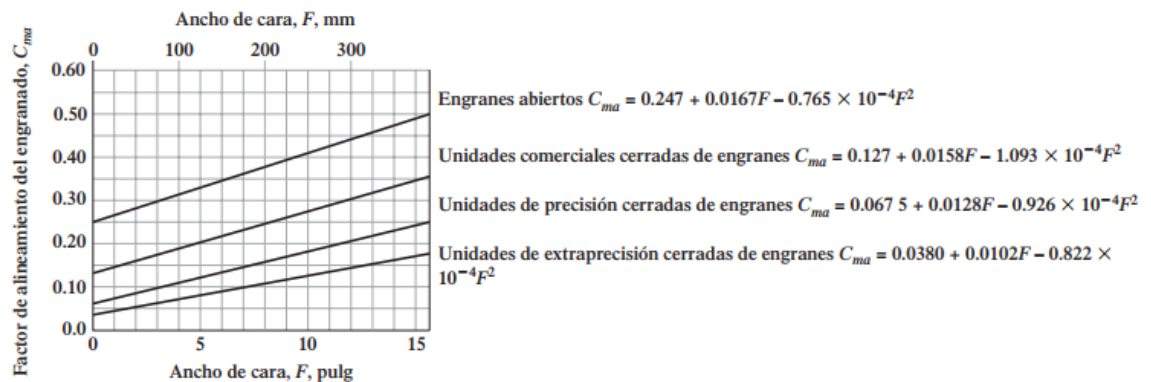 Ancho de cara, F, mm
0 100 200 300
Factor de alineamiento del engranado, Cma
0.60
0.50
0.40
0.30
0.20
0.10
0.0
0 5 10 15
Ancho de cara, F, pulg
Engranes abiertos Cma = 0.247 + 0.0167F – 0.765 × 10⁻⁴F²
Unidades comerciales cerradas de engranes Cma = 0.127 + 0.0158F – 1.093 × 10⁻⁴F²
Unidades de precisión cerradas de engranes Cma = 0.067 5 + 0.0128F – 0.926 × 10⁻⁴F²
Unidades de extraprecisión cerradas de engranes Cma = 0.0380 + 0.0102F – 0.822 ×
10⁻⁴F²